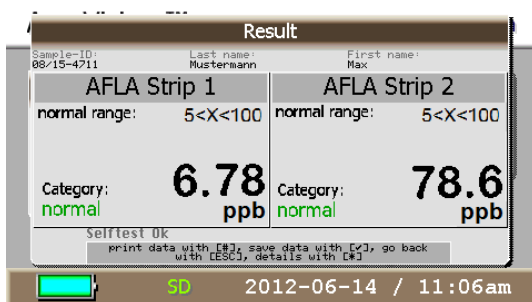 Result
Sample-ID: Last name: First name:
08/15-4711 Mustermann Max
AFLA Strip 1 AFLA Strip 2
normal range: 5<X<100 normal range: 5<X<100
6.78 78.6
Category: Category:
normal ppb normal ppb
Selftest Ok
print data with [#], save data with [✓], go back
with [ESC], details with [*]
SD 2012-06-14 / 11:06am